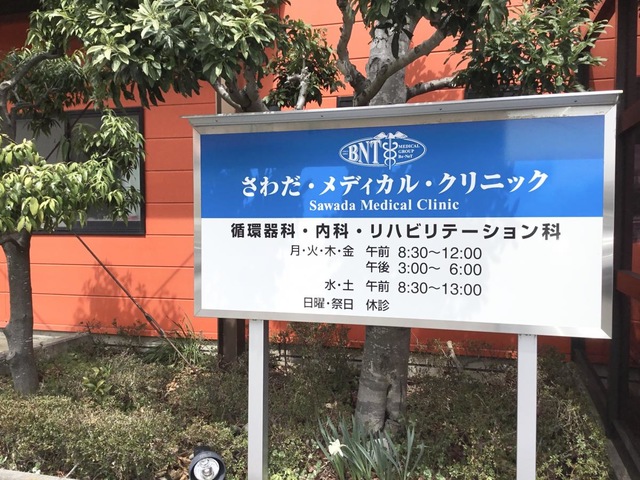 BNT MEDICAL GROUP Be-NeT
さわだ・メディカル・クリニック
Sawada Medical Clinic
循環器科・内科・リハビリテーション科
月・火・木・金 午前 8:30〜12:00
午後 3:00〜 6:00
水・土 午前 8:30〜13:00
日曜・祭日 休診